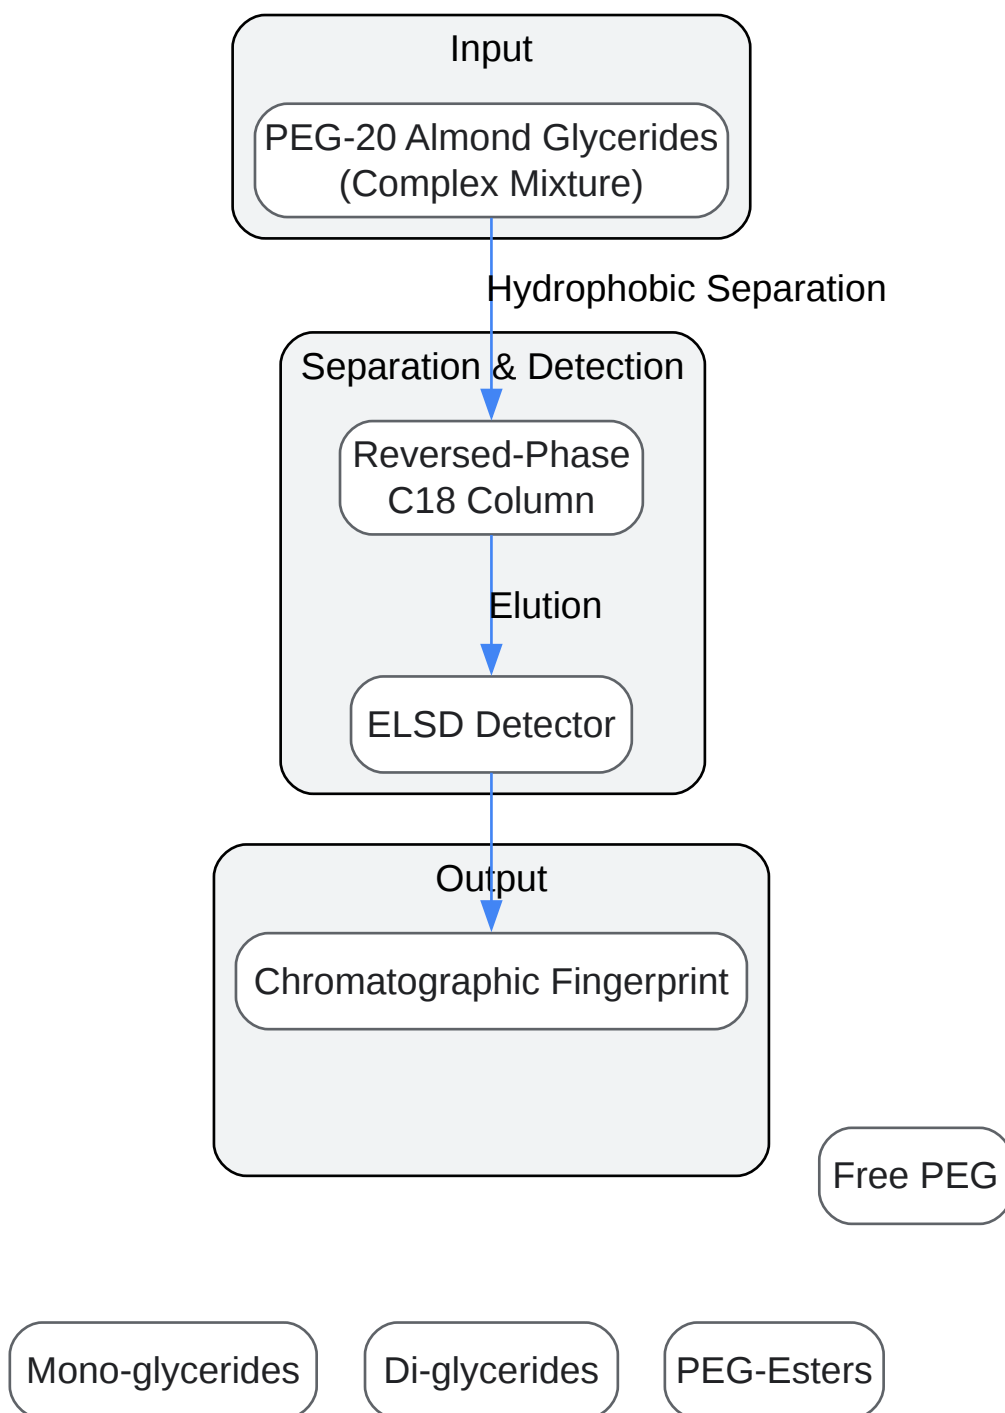 Input
PEG-20 Almond Glycerides
(Complex Mixture)
Hydrophobic Separation
Separation & Detection
Reversed-Phase
C18 Column
Elution
ELSD Detector
Output
Chromatographic Fingerprint
Free PEG
Mono-glycerides
Di-glycerides
PEG-Esters